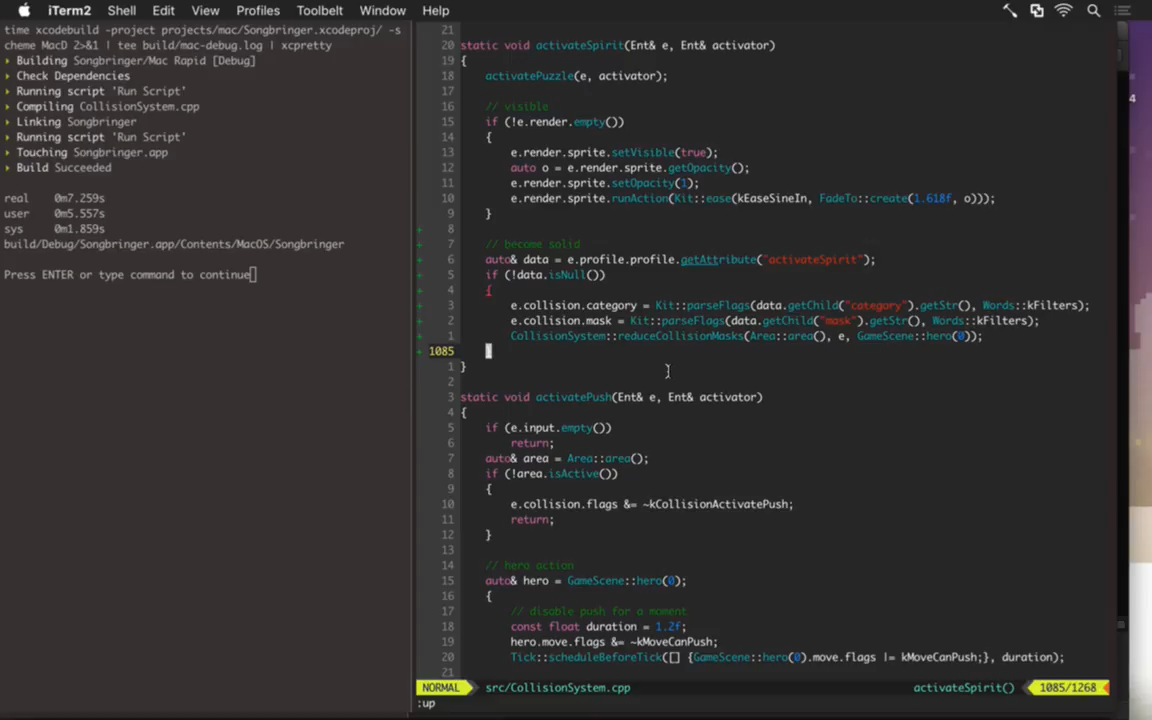 iTerm2 Shell Edit View Profiles Toolbelt Window Help
time xcodebuild -project projects/mac/Songbringer.xcodeproj/ -s
cheme MacD 2>&1 | tee build/mac-debug.log | xcpretty
Building Songbringer/Mac Rapid [Debug]
Check Dependencies
Running script 'Run Script'
Compiling CollisionSystem.cpp
Linking Songbringer
Running script 'Run Script'
Touching Songbringer.app
Build Succeeded
real 0m7.259s
user 0m5.557s
sys 0m1.859s
build/Debug/Songbringer.app/Contents/MacOS/Songbringer
Press ENTER or type command to continue
21
20 static void activateSpirit(Ent& e, Ent& activator)
19 {
18 activatePuzzle(e, activator);
17
16 // visible
15 if (!e.render.empty())
14 {
13 e.render.sprite.setVisible(true);
12 auto o = e.render.sprite.getOpacity();
11 e.render.sprite.setOpacity(1);
10 e.render.sprite.runAction(Kit::ease(kEaseSineIn, FadeTo::create(1.618f, o)));
9 }
+ 8
+ 7 // become solid
+ 6 auto& data = e.profile.profile.getAttribute("activateSpirit");
+ 5 if (!data.isNull())
+ 4 {
+ 3 e.collision.category = Kit::parseFlags(data.getChild("category").getStr(), Words::kFilters);
+ 2 e.collision.mask = Kit::parseFlags(data.getChild("mask").getStr(), Words::kFilters);
+ 1 CollisionSystem::reduceCollisionMasks(Area::area(), e, GameScene::hero(0));
+ 1085 }
1 }
2
3 static void activatePush(Ent& e, Ent& activator)
4 {
5 if (e.input.empty())
6 return;
7 auto& area = Area::area();
8 if (!area.isActive())
9 {
10 e.collision.flags &= ~kCollisionActivatePush;
11 return;
12 }
13
14 // hero action
15 auto& hero = GameScene::hero(0);
16 {
17 // disable push for a moment
18 const float duration = 1.2f;
19 hero.move.flags &= ~kMoveCanPush;
20 Tick::scheduleBeforeTick([] {GameScene::hero(0).move.flags |= kMoveCanPush;}, duration);
21
NORMAL src/CollisionSystem.cpp activateSpirit() 1085/1268
:up
4